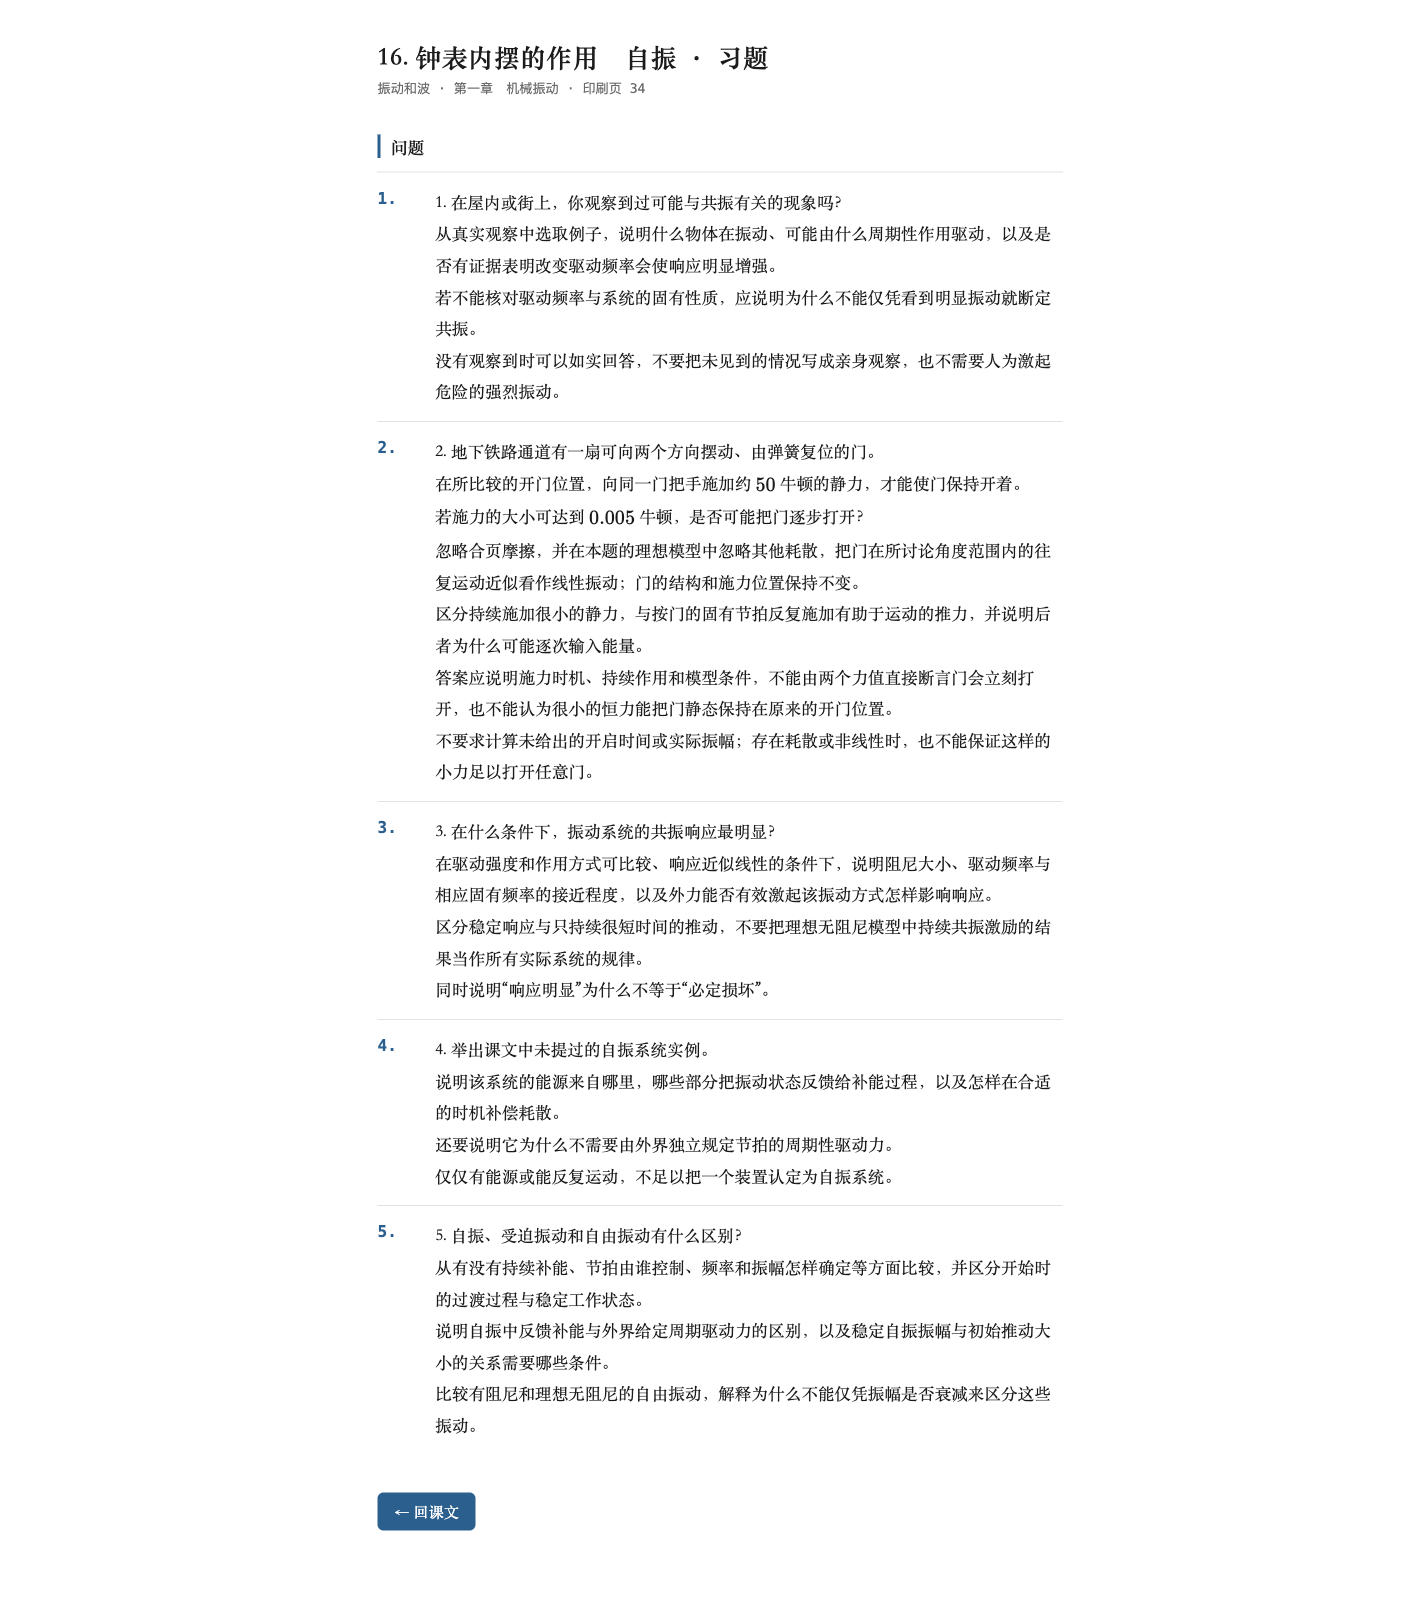 16. 钟表内摆的作用　自振 · 习题
振动和波 · 第一章　机械振动 · 印刷页 34
问题
1.
1. 在屋内或街上，你观察到过可能与共振有关的现象吗？
从真实观察中选取例子，说明什么物体在振动、可能由什么周期性作用驱动，以及是
否有证据表明改变驱动频率会使响应明显增强。
若不能核对驱动频率与系统的固有性质，应说明为什么不能仅凭看到明显振动就断定
共振。
没有观察到时可以如实回答，不要把未见到的情况写成亲身观察，也不需要人为激起
危险的强烈振动。
2.
2. 地下铁路通道有一扇可向两个方向摆动、由弹簧复位的门。
在所比较的开门位置，向同一门把手施加约 50 牛顿的静力，才能使门保持开着。
若施力的大小可达到 0.005 牛顿，是否可能把门逐步打开？
忽略合页摩擦，并在本题的理想模型中忽略其他耗散，把门在所讨论角度范围内的往
复运动近似看作线性振动；门的结构和施力位置保持不变。
区分持续施加很小的静力，与按门的固有节拍反复施加有助于运动的推力，并说明后
者为什么可能逐次输入能量。
答案应说明施力时机、持续作用和模型条件，不能由两个力值直接断言门会立刻打
开，也不能认为很小的恒力能把门静态保持在原来的开门位置。
不要求计算未给出的开启时间或实际振幅；存在耗散或非线性时，也不能保证这样的
小力足以打开任意门。
3.
3. 在什么条件下，振动系统的共振响应最明显？
在驱动强度和作用方式可比较、响应近似线性的条件下，说明阻尼大小、驱动频率与
相应固有频率的接近程度，以及外力能否有效激起该振动方式怎样影响响应。
区分稳定响应与只持续很短时间的推动，不要把理想无阻尼模型中持续共振激励的结
果当作所有实际系统的规律。
同时说明“响应明显”为什么不等于“必定损坏”。
4.
4. 举出课文中未提过的自振系统实例。
说明该系统的能源来自哪里，哪些部分把振动状态反馈给补能过程，以及怎样在合适
的时机补偿耗散。
还要说明它为什么不需要由外界独立规定节拍的周期性驱动力。
仅仅有能源或能反复运动，不足以把一个装置认定为自振系统。
5.
5. 自振、受迫振动和自由振动有什么区别？
从有没有持续补能、节拍由谁控制、频率和振幅怎样确定等方面比较，并区分开始时
的过渡过程与稳定工作状态。
说明自振中反馈补能与外界给定周期驱动力的区别，以及稳定自振振幅与初始推动大
小的关系需要哪些条件。
比较有阻尼和理想无阻尼的自由振动，解释为什么不能仅凭振幅是否衰减来区分这些
振动。
← 回课文